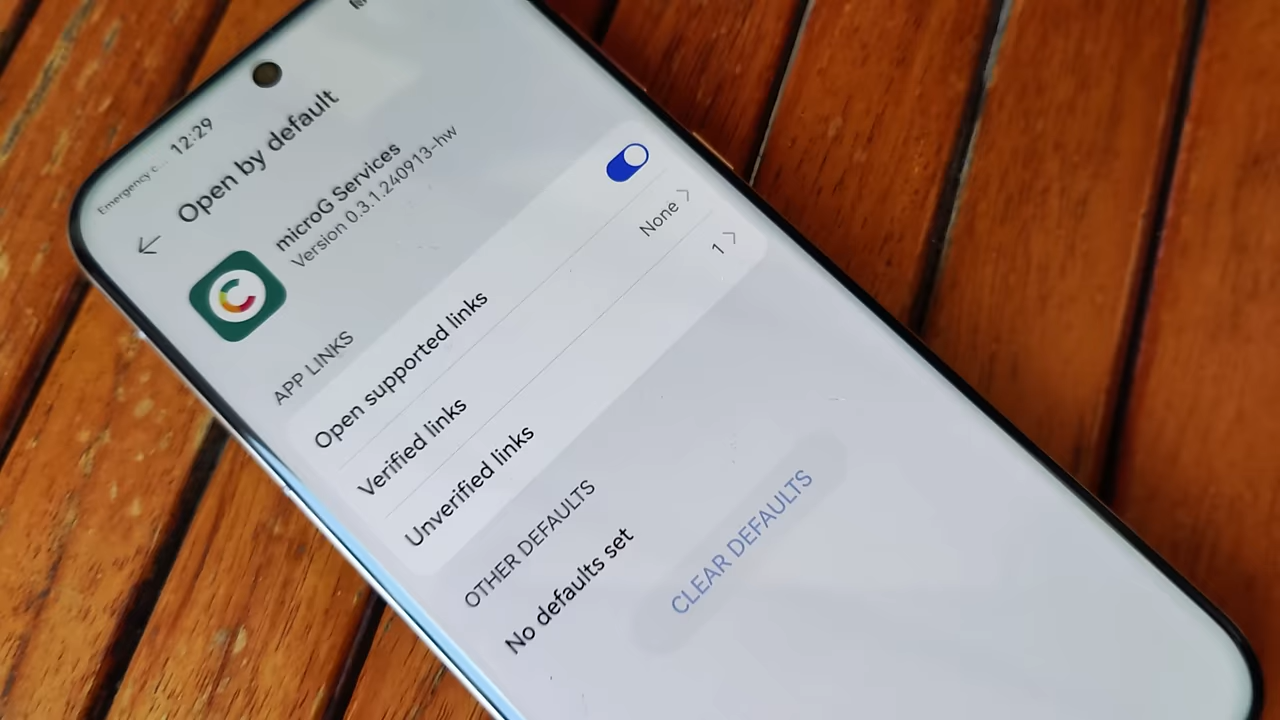 Emergency c... 12:29
Open by default
microG Services
Version 0.3.1.240913-hw
APP LINKS
Open supported links
Verified links None
Unverified links 1
OTHER DEFAULTS
No defaults set
CLEAR DEFAULTS